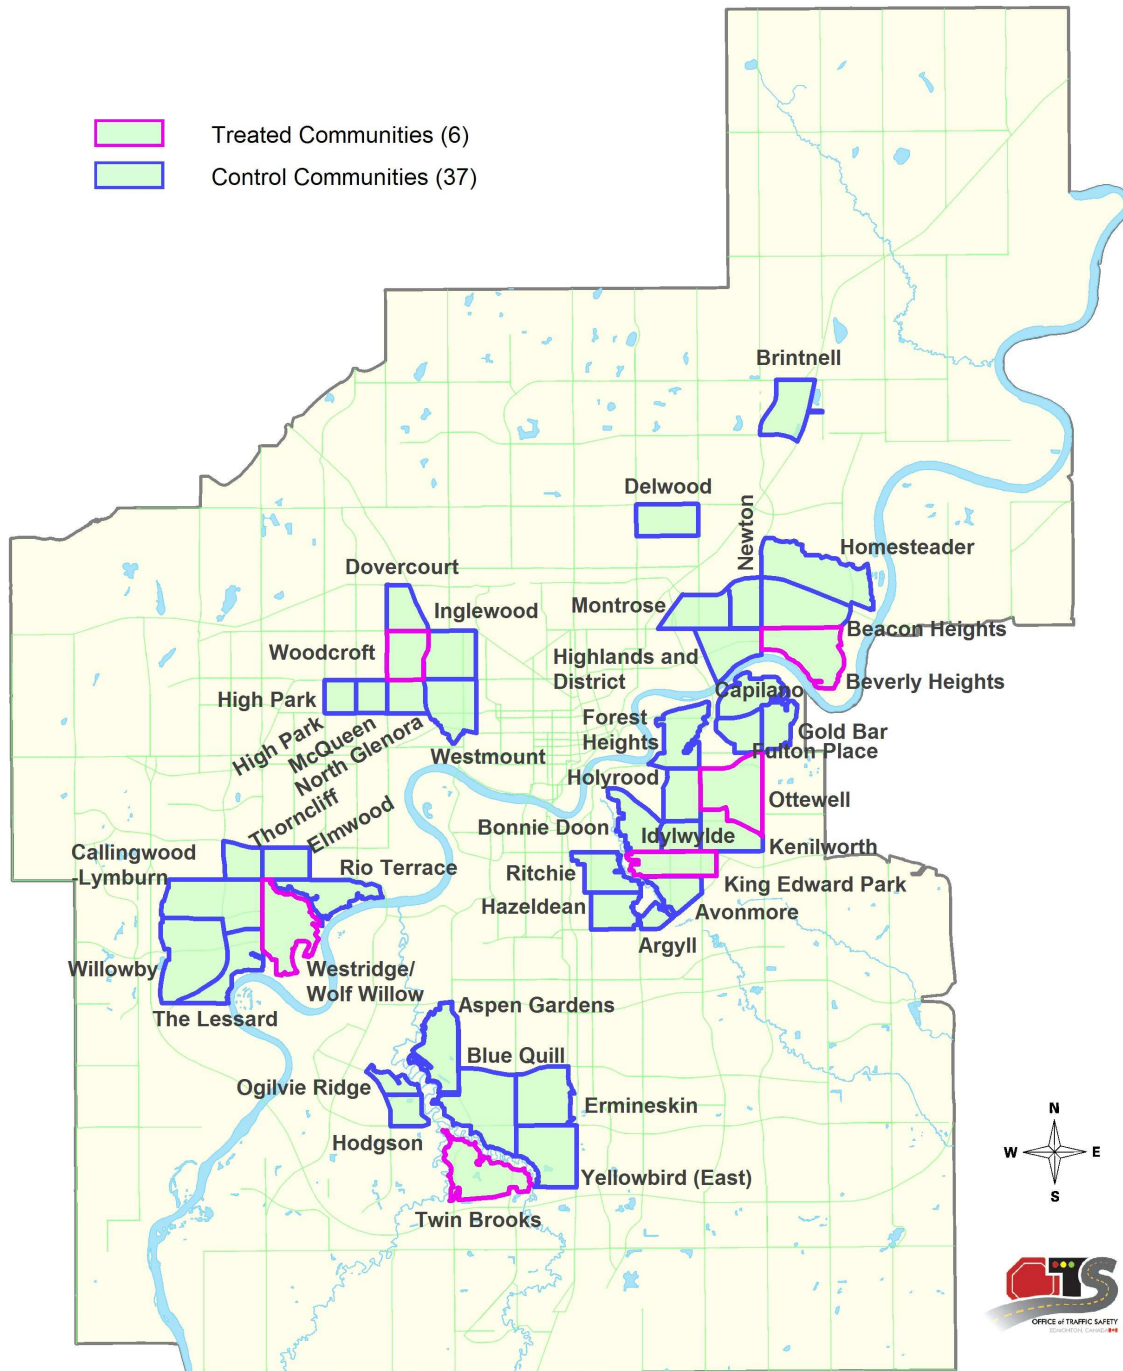 Treated Communities (6)
Control Communities (37)
Brintnell
Delwood
Newton
Homesteader
Dovercourt
Inglewood
Montrose
Beacon Heights
Woodcroft
Highlands and
District
Beverly Heights
Capilano
High Park
High Park
McQueen
North Glenora
Westmount
Forest
Heights
Gold Bar
Fulton Place
Holyrood
Ottewell
Thorncliff
Elmwood
Bonnie Doon
Idylwylde
Kenilworth
Callingwood
-Lymburn
Rio Terrace
Ritchie
King Edward Park
Hazeldean
Avonmore
Argyll
Willowby
Westridge/
Wolf Willow
The Lessard
Aspen Gardens
Blue Quill
Ogilvie Ridge
Ermineskin
Hodgson
Yellowbird (East)
Twin Brooks
N
W
E
S
OTS
OFFICE of TRAFFIC SAFETY
EDMONTON, CANADA